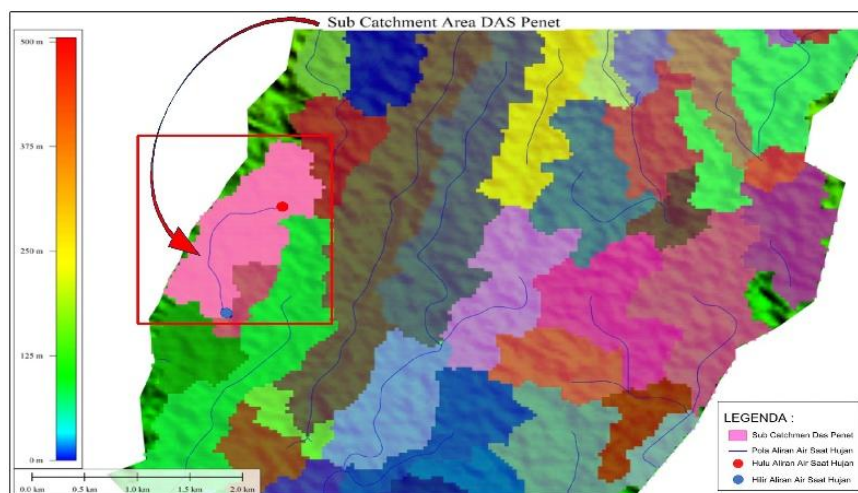 Sub Catchment Area DAS Penet
500 m
375 m
250 m
125 m
0 m
0.0 km 0.5 km 1.0 km 1.5 km 2.0 km
LEGENDA :
Sub Catchmen Das Penet
Pola Aliran Air Saat Hujan
Hulu Aliran Air Saat Hujan
Hilir Aliran Air Saat Hujan